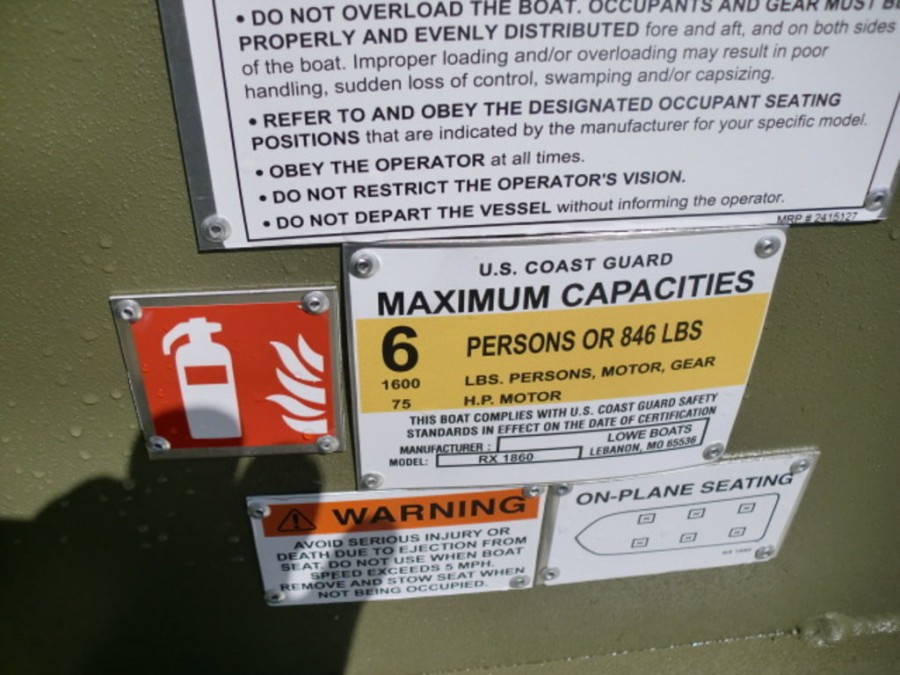 • DO NOT OVERLOAD THE BOAT. OCCUPANTS AND GEAR MUST BE
PROPERLY AND EVENLY DISTRIBUTED fore and aft, and on both sides
of the boat. Improper loading and/or overloading may result in poor
handling, sudden loss of control, swamping and/or capsizing.
• REFER TO AND OBEY THE DESIGNATED OCCUPANT SEATING
POSITIONS that are indicated by the manufacturer for your specific model.
• OBEY THE OPERATOR at all times.
• DO NOT RESTRICT THE OPERATOR'S VISION.
• DO NOT DEPART THE VESSEL without informing the operator.
MRP # 2415127
U.S. COAST GUARD
MAXIMUM CAPACITIES
6 PERSONS OR 846 LBS
1600 LBS. PERSONS, MOTOR, GEAR
75 H.P. MOTOR
THIS BOAT COMPLIES WITH U.S. COAST GUARD SAFETY
STANDARDS IN EFFECT ON THE DATE OF CERTIFICATION
MANUFACTURER : LOWE BOATS
MODEL: RX 1860 LEBANON, MO 65536
WARNING
AVOID SERIOUS INJURY OR
DEATH DUE TO EJECTION FROM
SEAT. DO NOT USE WHEN BOAT
SPEED EXCEEDS 5 MPH.
REMOVE AND STOW SEAT WHEN
NOT BEING OCCUPIED.
ON-PLANE SEATING